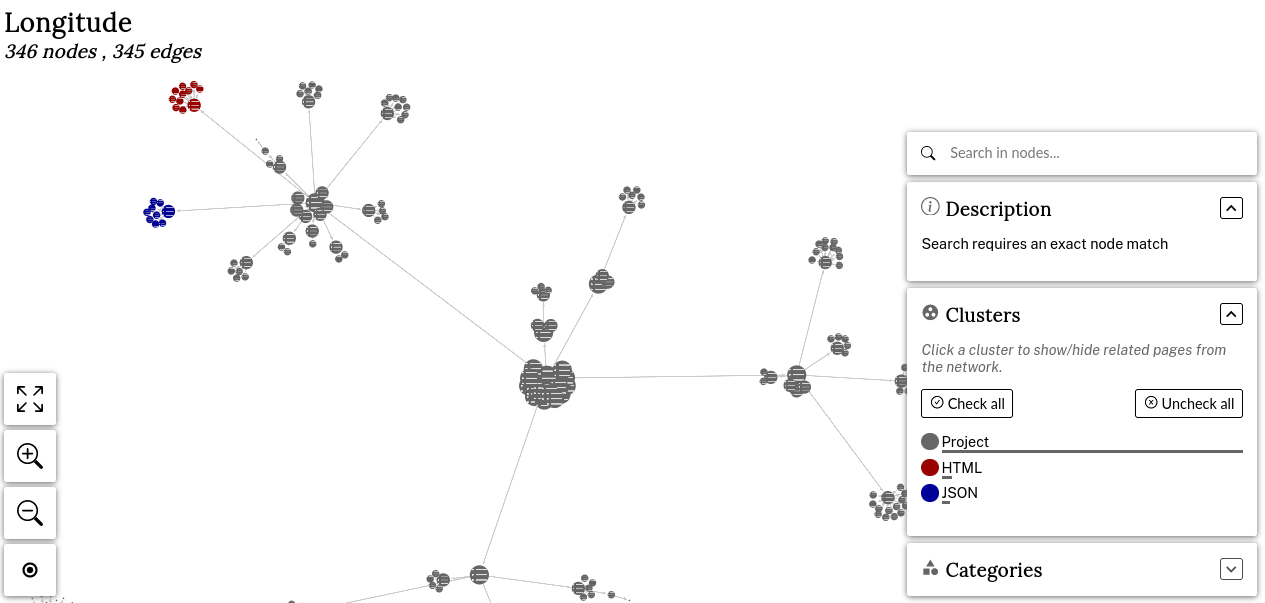 Longitude
346 nodes , 345 edges
Search in nodes...
Description
Search requires an exact node match
Clusters
Click a cluster to show/hide related pages from
the network.
Check all
Uncheck all
Project
HTML
JSON
Categories